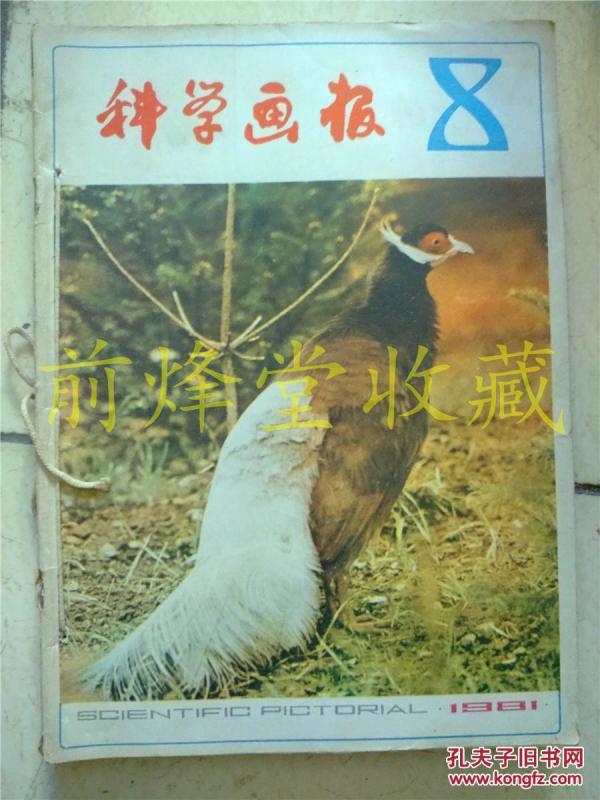 科学画报 8
前烽堂收藏
SCIENTIFIC PICTORIAL · 1981 ·
孔夫子旧书网
www.kongfz.com